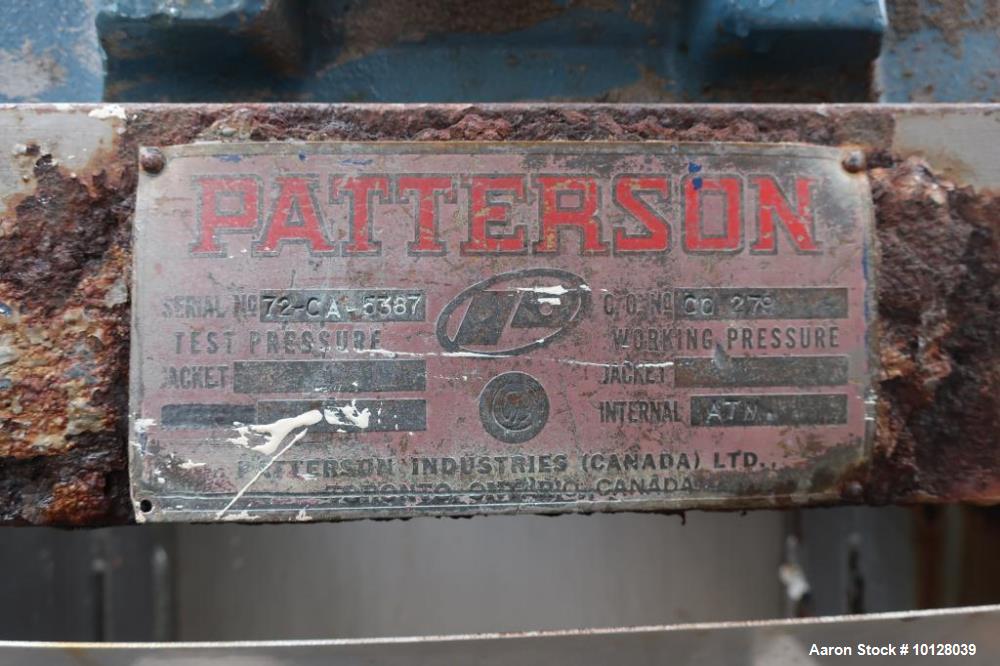 PATTERSON
SERIAL Nº 72-CA-5387
C.O. Nº CO 279
TEST PRESSURE
WORKING PRESSURE
JACKET
JACKET
INTERNAL ATM.
PATTERSON INDUSTRIES (CANADA) LTD.,
TORONTO, ONTARIO, CANADA
Aaron Stock # 10128039